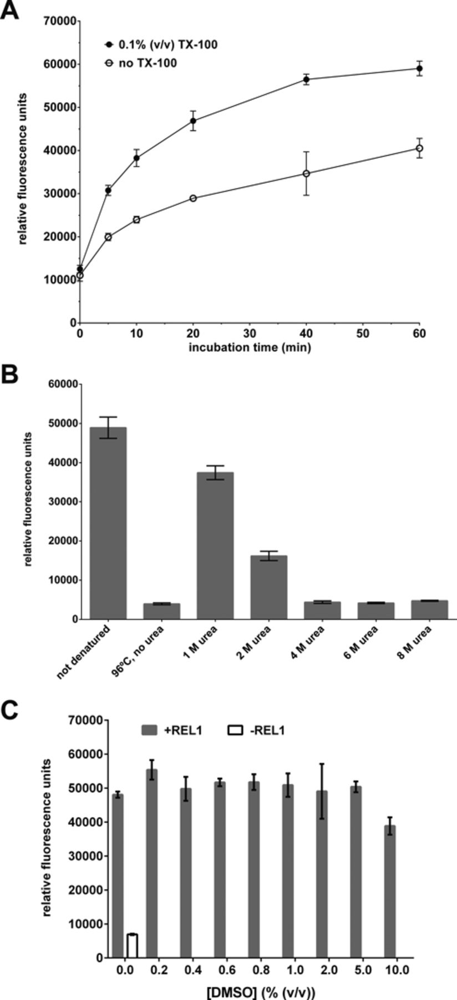 A
70000
60000
50000
40000
30000
20000
10000
0
relative fluorescence units
0.1% (v/v) TX-100
no TX-100
0 10 20 30 40 50 60
incubation time (min)
B
60000
50000
40000
30000
20000
10000
0
relative fluorescence units
not denatured
96ºC, no urea
1 M urea
2 M urea
4 M urea
6 M urea
8 M urea
C
70000
60000
50000
40000
30000
20000
10000
0
relative fluorescence units
+REL1 -REL1
0.0 0.2 0.4 0.6 0.8 1.0 2.0 5.0 10.0
[DMSO] (% (v/v))